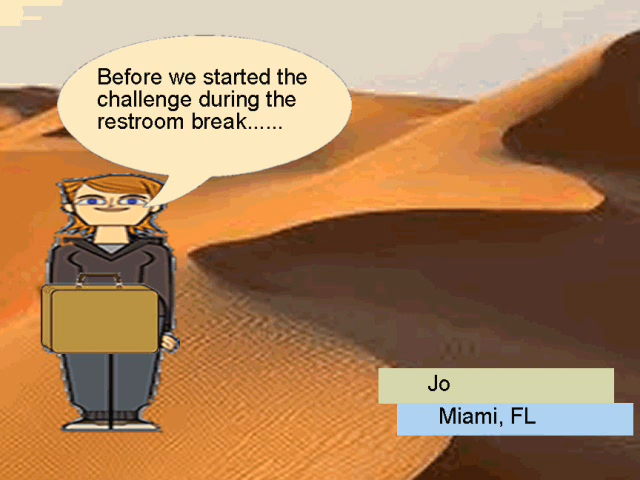 Before we started the
challenge during the
restroom break......
Jo
Miami, FL